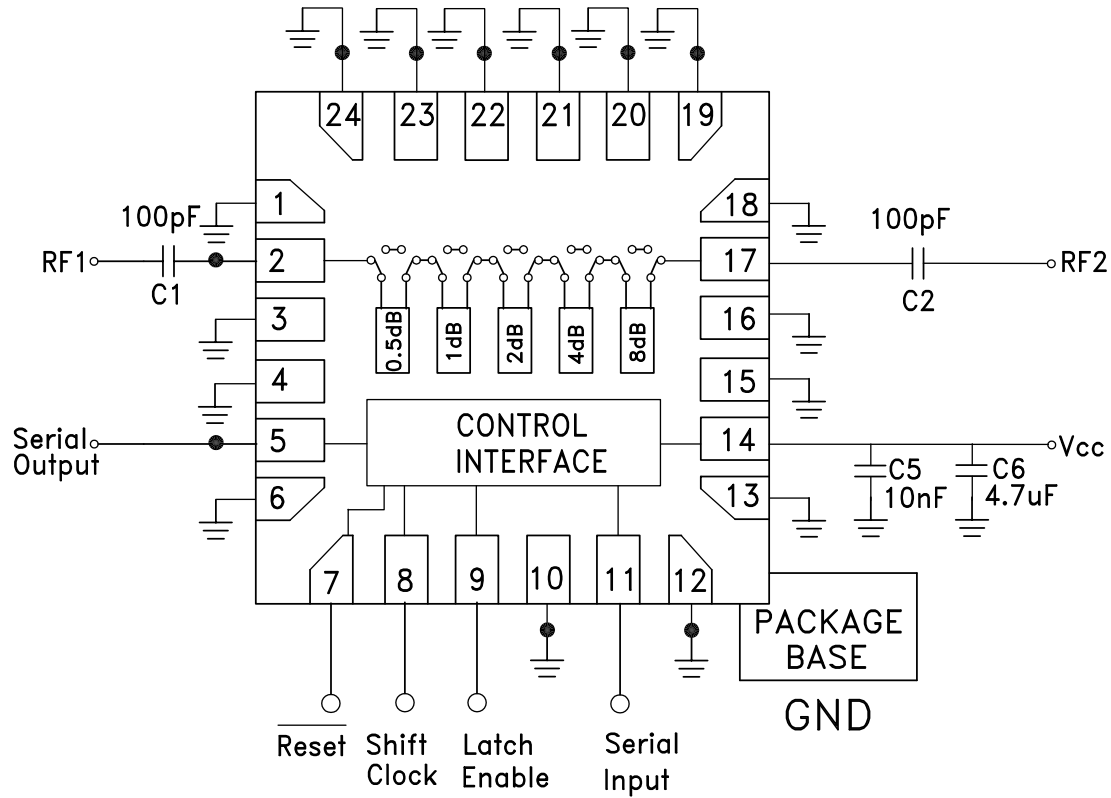 24 23 22 21 20 19
1
100pF
18
100pF
RF1
C1
2
17
C2
RF2
3
0.5dB
1dB
2dB
4dB
8dB
16
4
15
Serial
Output
5
CONTROL
INTERFACE
14
Vcc
C5
10nF
C6
4.7uF
6
13
7 8 9 10 11 12
PACKAGE
BASE
GND
Reset
Shift
Clock
Latch
Enable
Serial
Input